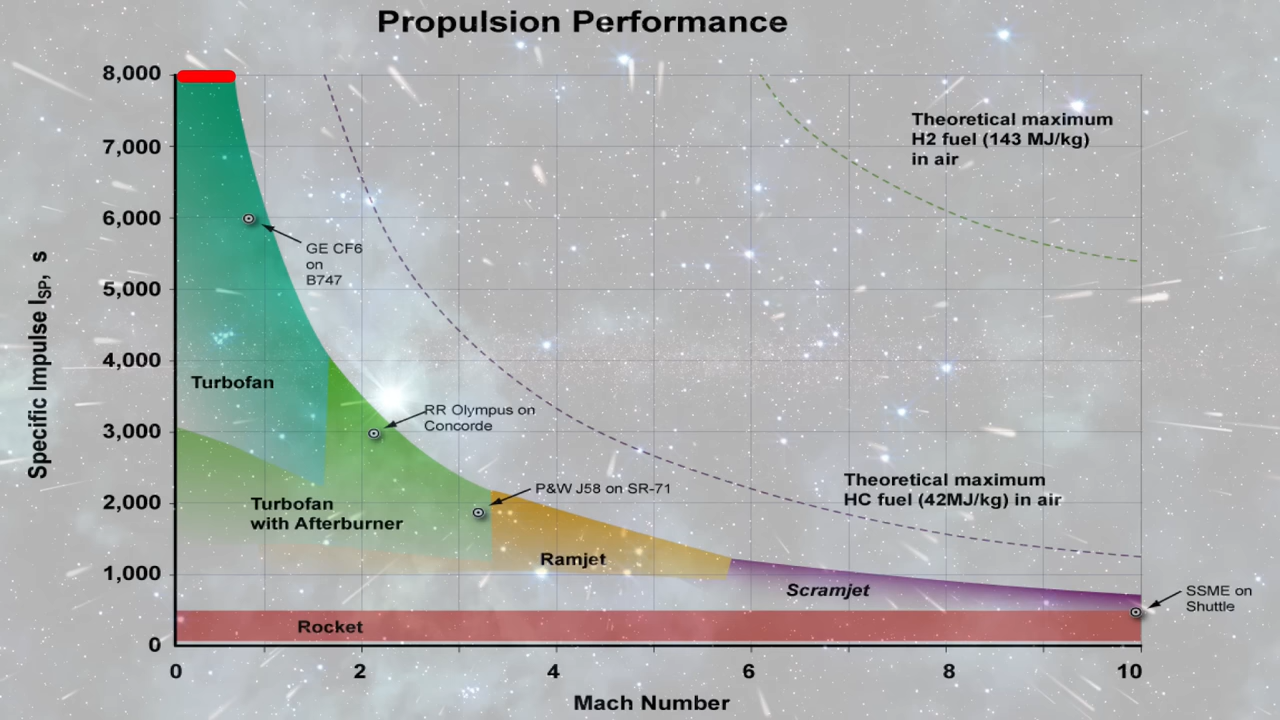 Propulsion Performance
8,000
7,000
6,000
5,000
4,000
3,000
2,000
1,000
0
Specific Impulse I_SP, s
Theoretical maximum
H2 fuel (143 MJ/kg)
in air
GE CF6
on
B747
Turbofan
RR Olympus on
Concorde
P&W J58 on SR-71
Theoretical maximum
HC fuel (42MJ/kg) in air
Turbofan
with Afterburner
Ramjet
Scramjet
SSME on
Shuttle
Rocket
0 2 4 6 8 10
Mach Number